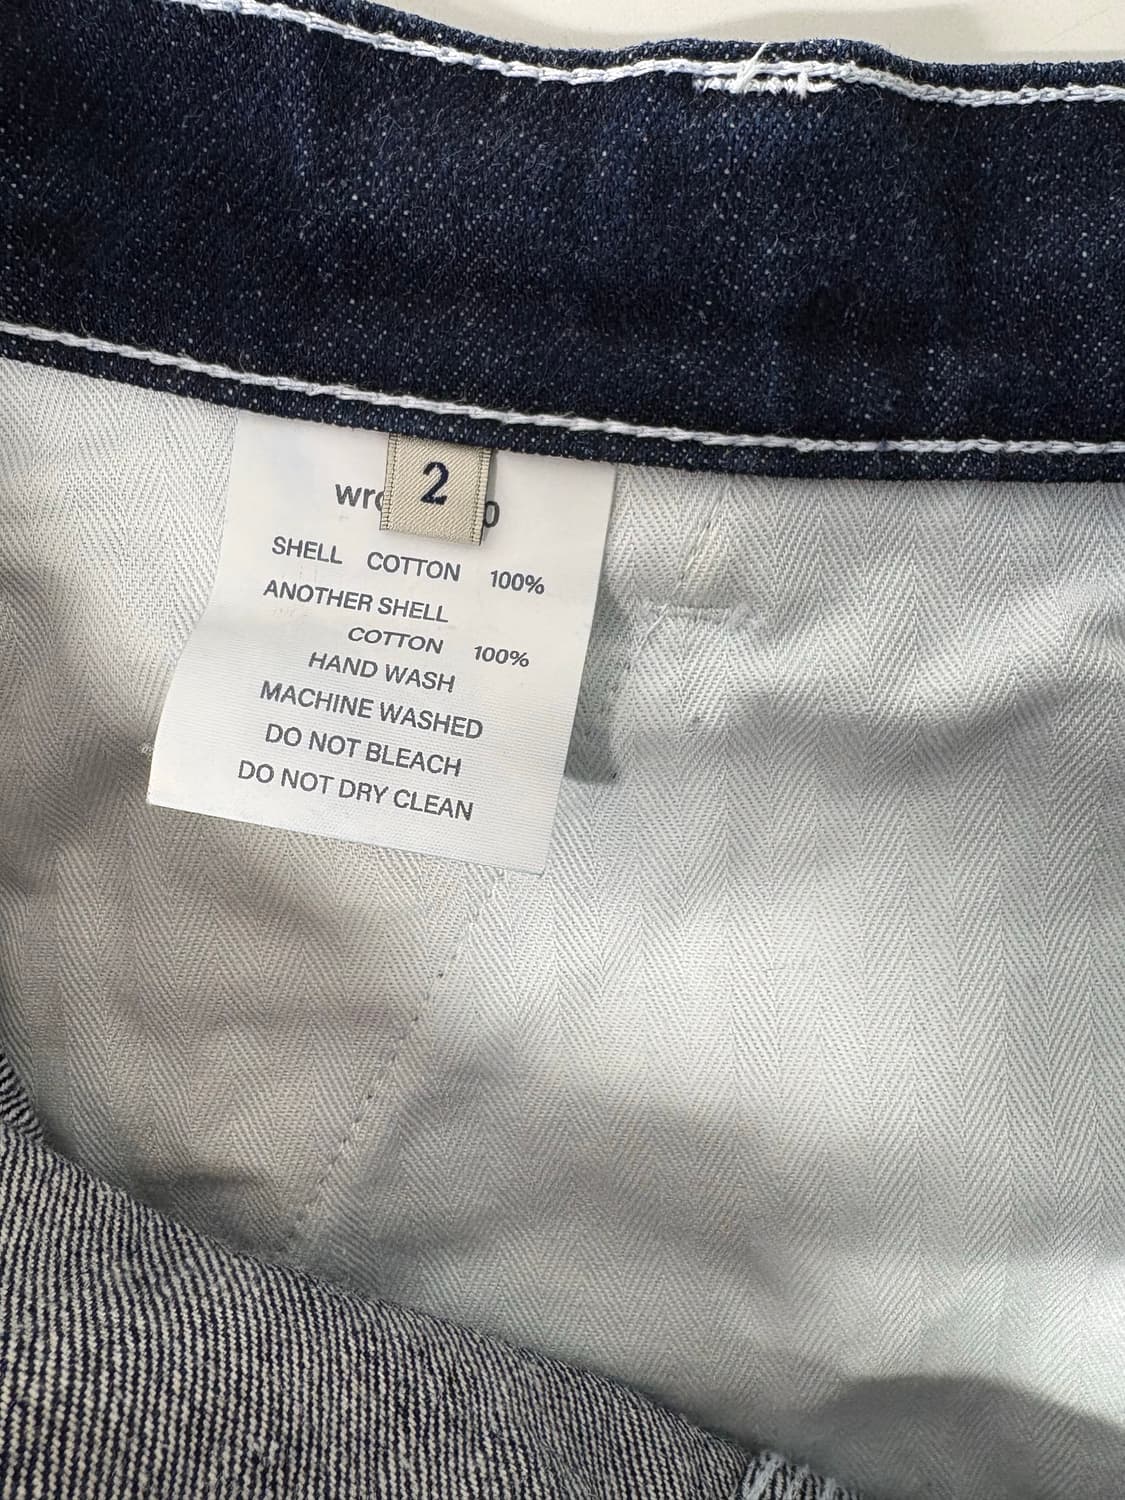 2
SHELL COTTON 100%
ANOTHER SHELL
COTTON 100%
HAND WASH
MACHINE WASHED
DO NOT BLEACH
DO NOT DRY CLEAN